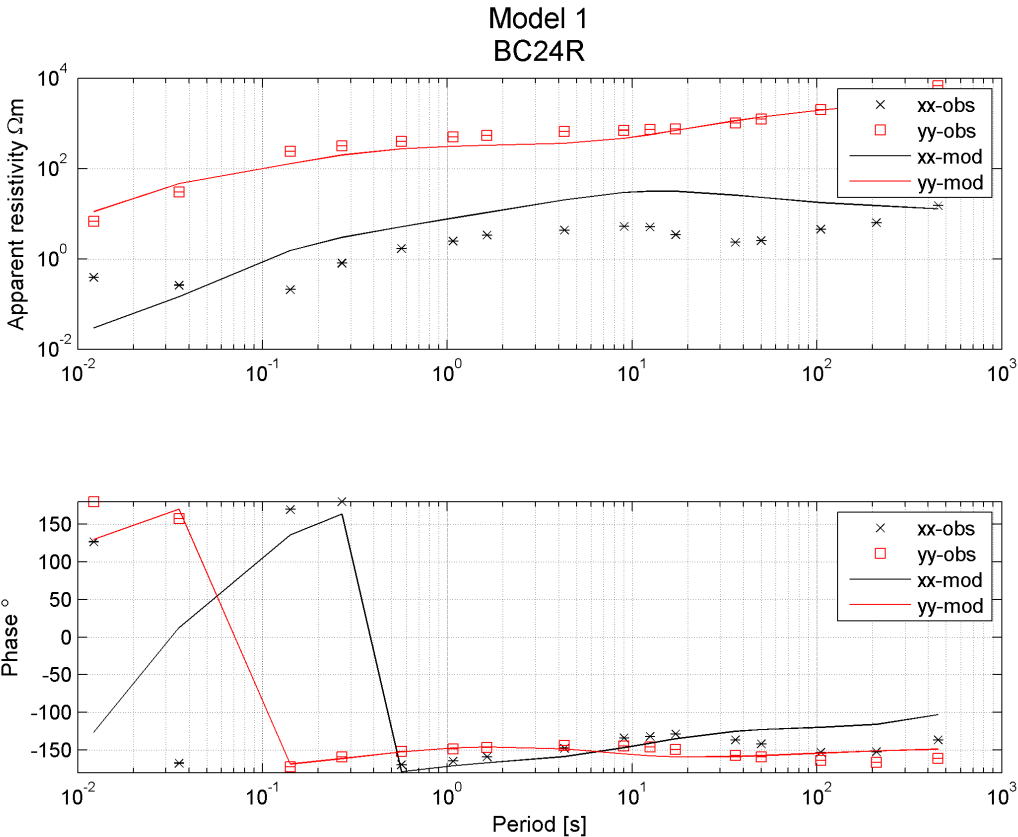 Model 1
BC24R
Apparent resistivity Ωm
10^4
10^2
10^0
10^-2
10^-2
10^-1
10^0
10^1
10^2
10^3
xx-obs
yy-obs
xx-mod
yy-mod
Phase °
150
100
50
0
-50
-100
-150
10^-2
10^-1
10^0
10^1
10^2
10^3
Period [s]
xx-obs
yy-obs
xx-mod
yy-mod